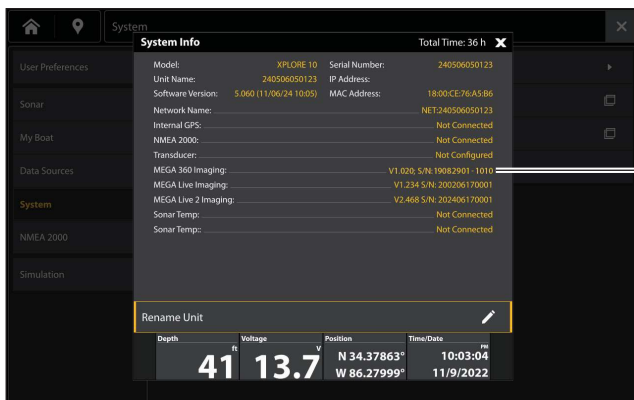 System
System Info Total Time: 36 h X
User Preferences
Sonar
My Boat
Data Sources
System
NMEA 2000
Simulation
Model: XPLORE 10 Serial Number: 240506050123
Unit Name: 240506050123 IP Address:
Software Version: 5.060 (11/06/24 10:05) MAC Address: 18:00:CE:76:A5:B6
Network Name: NET:240506050123
Internal GPS: Not Connected
NMEA 2000: Not Connected
Transducer: Not Configured
MEGA 360 Imaging: V1.020; S/N: 19082901 - 1010
MEGA Live Imaging: V1.234 S/N: 200206170001
MEGA Live 2 Imaging: V2.468 S/N: 202406170001
Sonar Temp: Not Connected
Sonar Temp:: Not Connected
Rename Unit
Depth Voltage Position Time/Date
ft V PM
41 13.7 N 34.37863° 10:03:04
W 86.27999° 11/9/2022